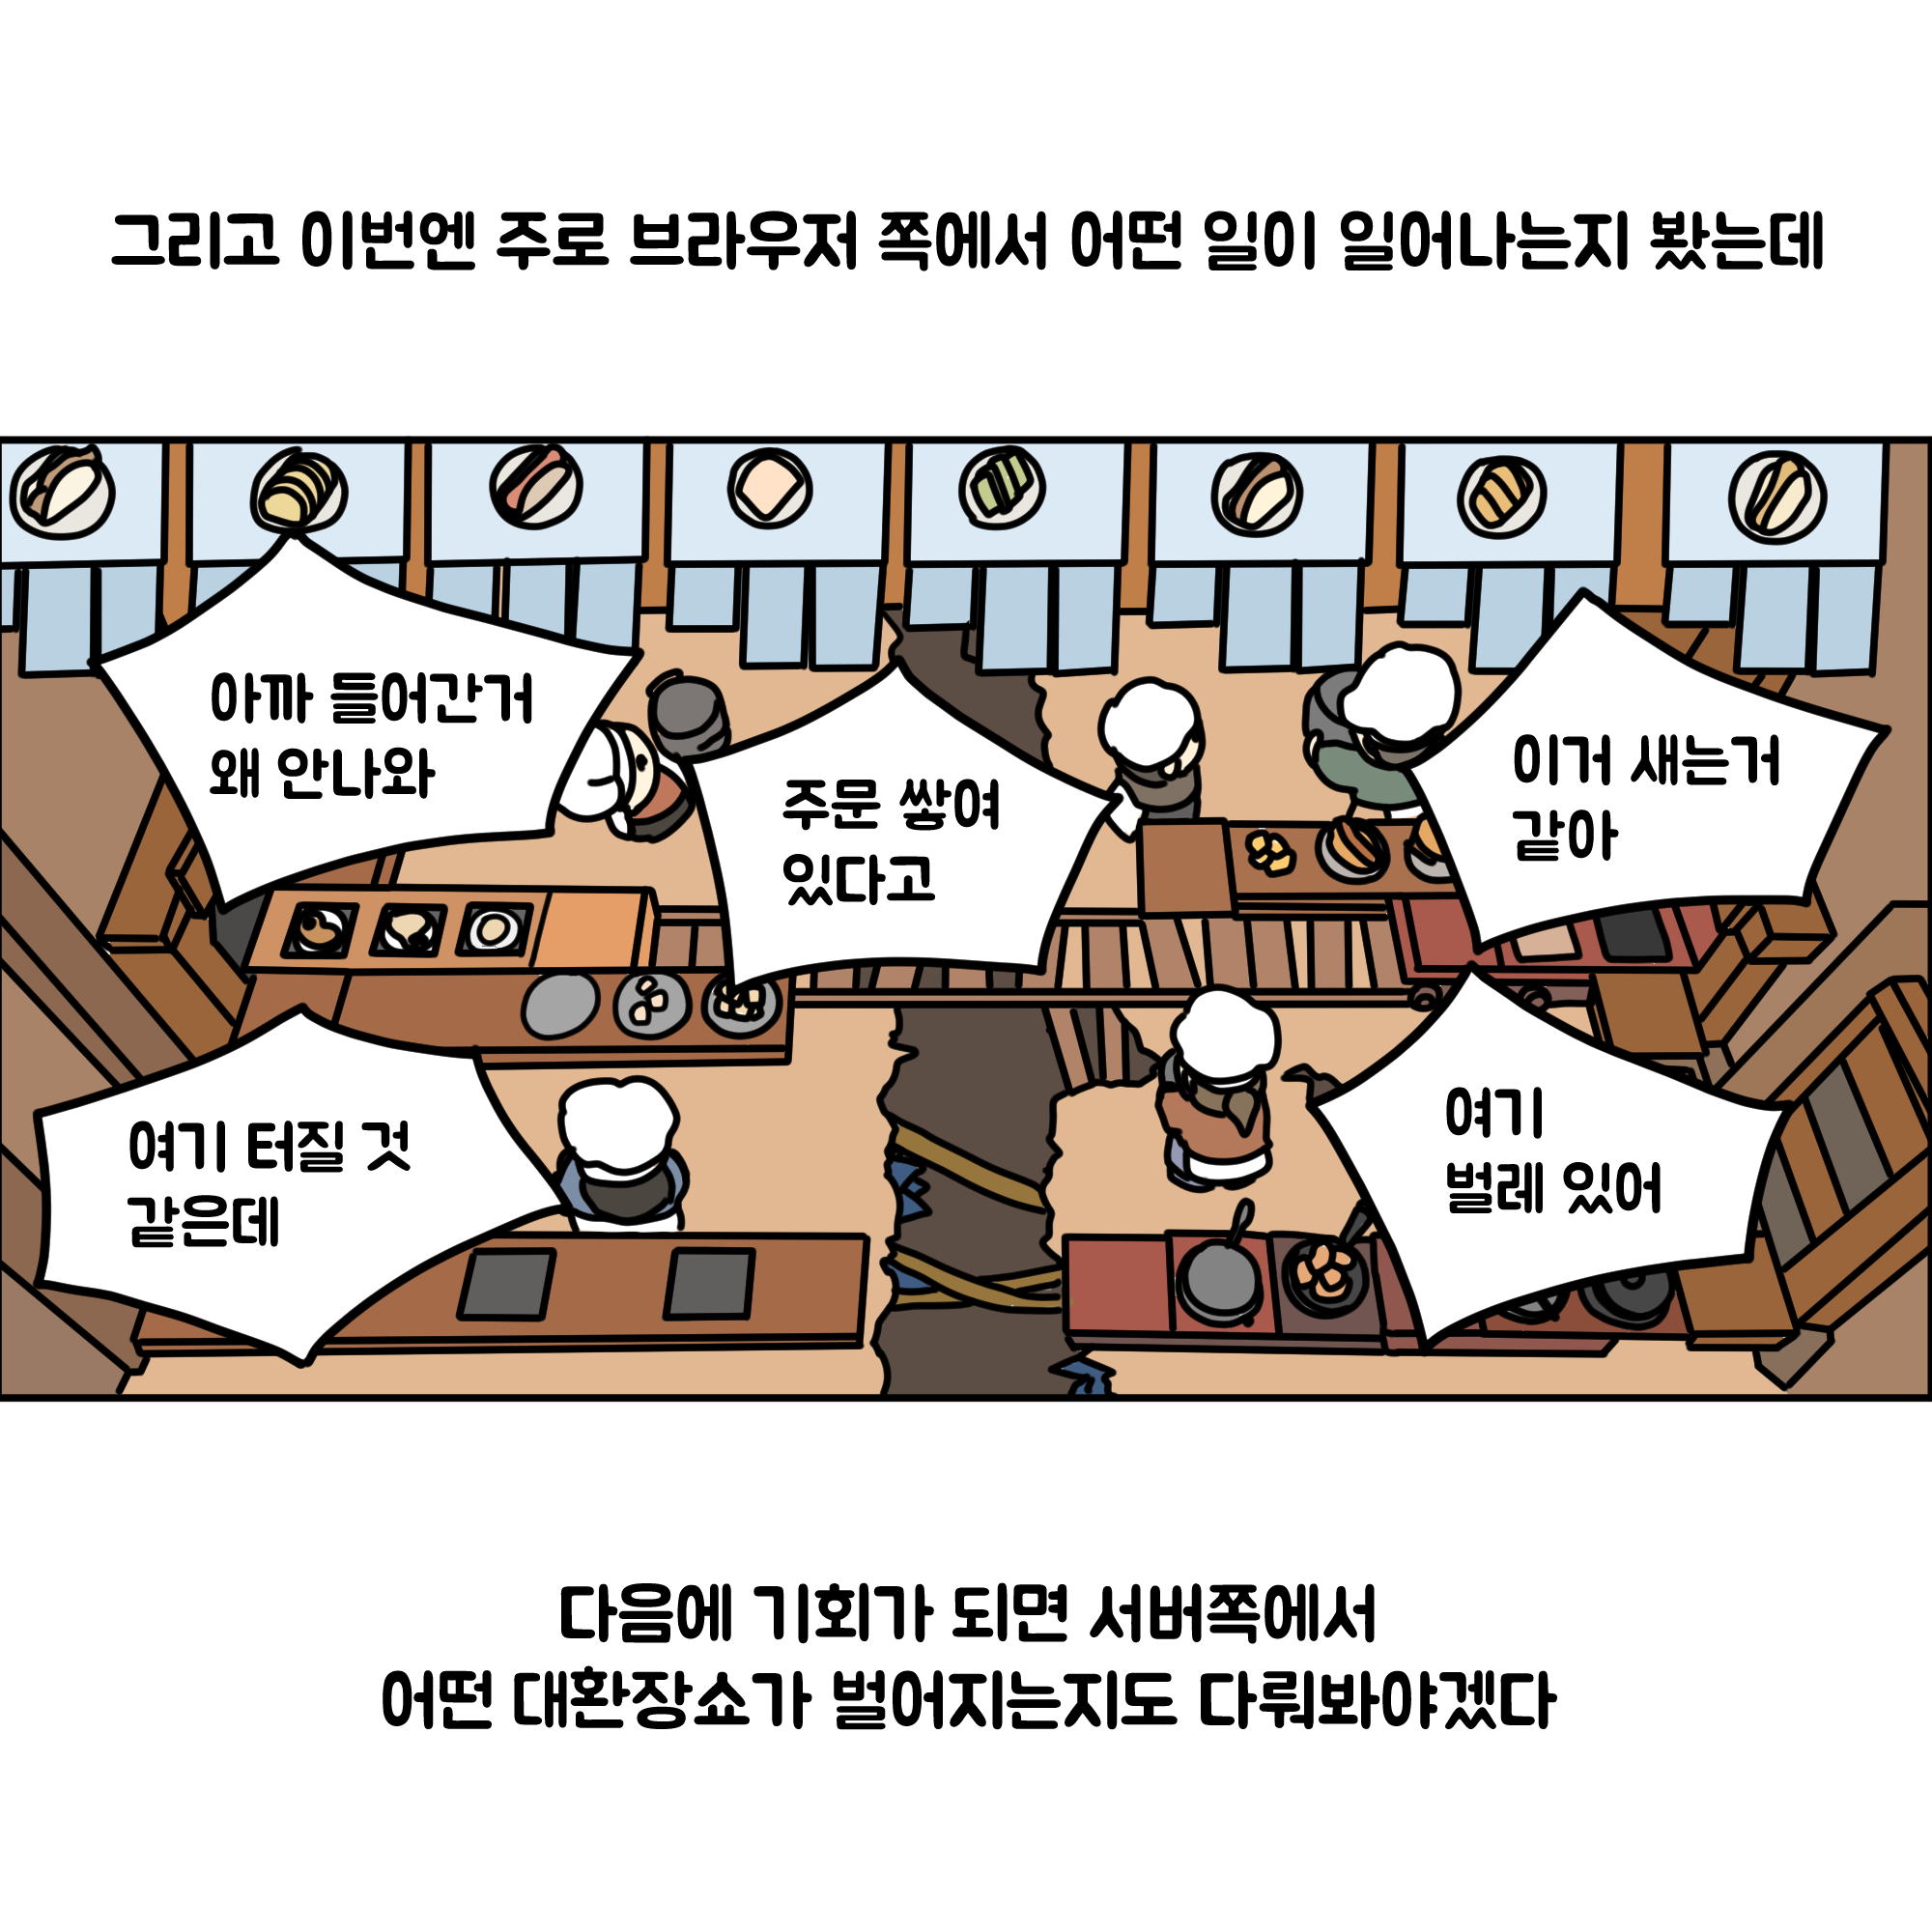 그리고 이번엔 주로 브라우저 쪽에서 어떤 일이 일어나는지 봤는데
아까 들어간거
왜 안나와
주문 쌓여
있다고
이거 새는거
같아
여기 터질 것
같은데
여기
벌레 있어
다음에 기회가 되면 서버쪽에서
어떤 대환장쇼가 벌어지는지도 다뤄봐야겠다